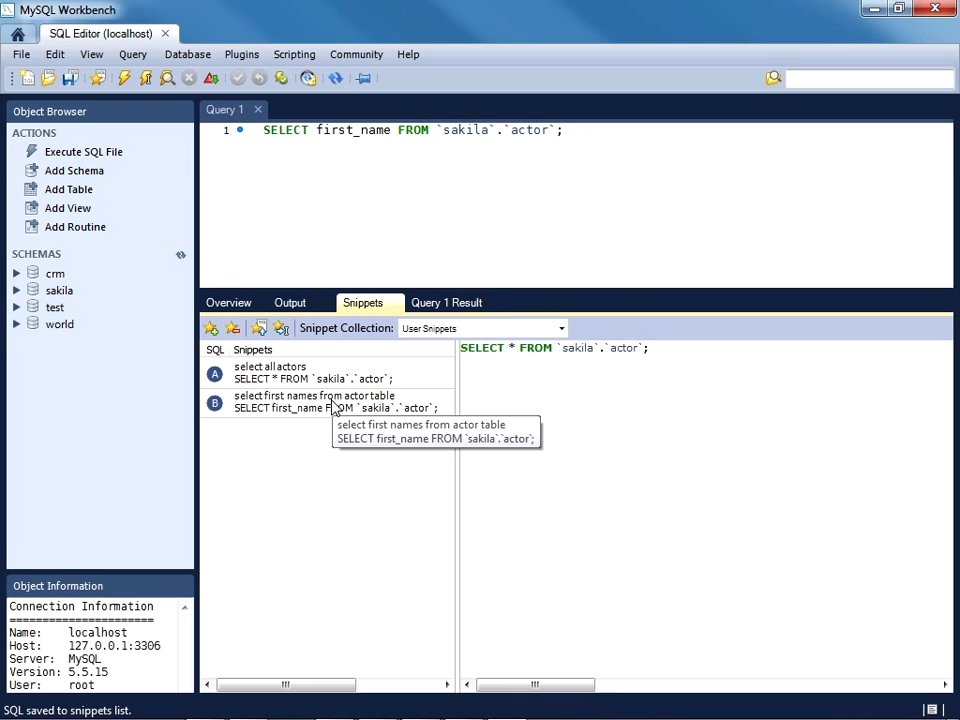 MySQL Workbench
SQL Editor (localhost)
File Edit View Query Database Plugins Scripting Community Help
Object Browser
ACTIONS
Execute SQL File
Add Schema
Add Table
Add View
Add Routine
SCHEMAS
crm
sakila
test
world
Query 1
1 SELECT first_name FROM `sakila`.`actor`;
Overview Output Snippets Query 1 Result
Snippet Collection: User Snippets
SQL Snippets
A select all actors
SELECT * FROM `sakila`.`actor`;
B select first names from actor table
SELECT first_name FROM `sakila`.`actor`;
select first names from actor table
SELECT first_name FROM `sakila`.`actor`;
SELECT * FROM `sakila`.`actor`;
Object Information
Connection Information
======================
Name: localhost
Host: 127.0.0.1:3306
Server: MySQL
Version: 5.5.15
User: root
SQL saved to snippets list.